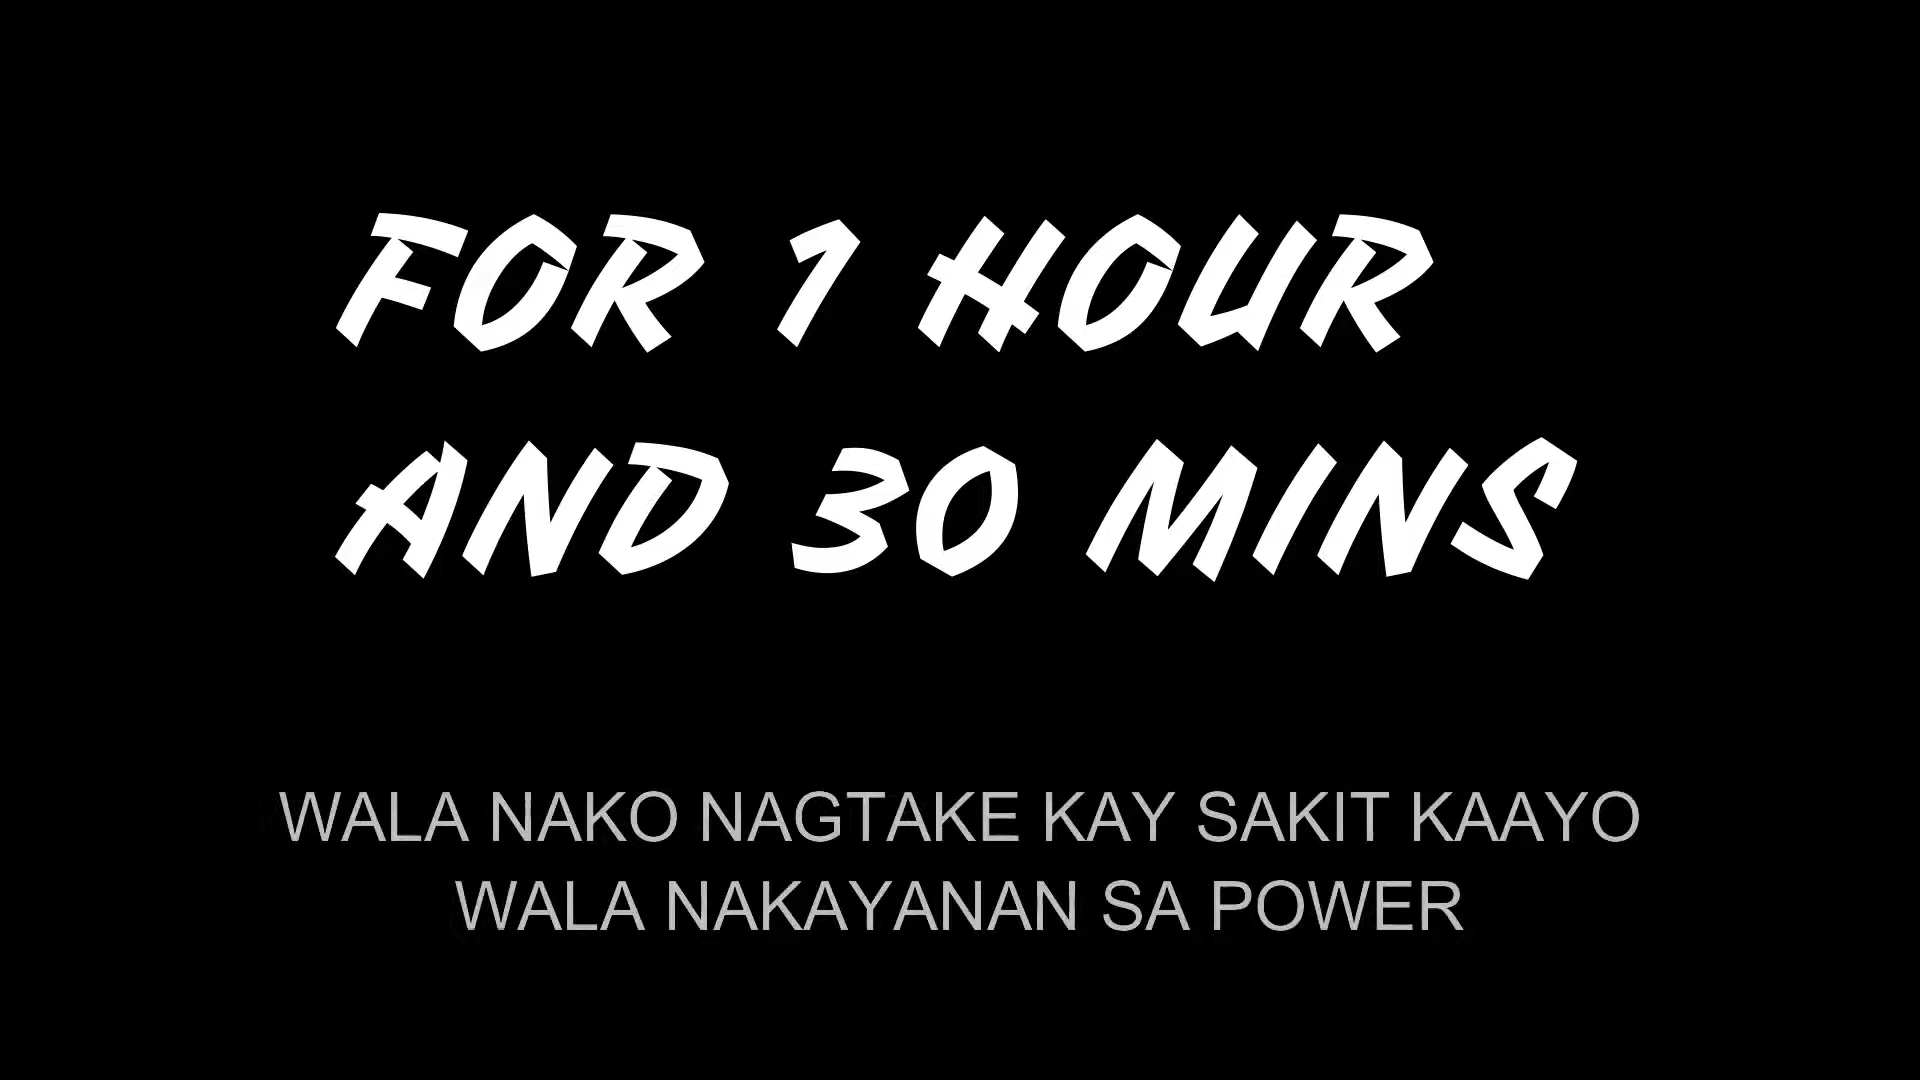 FOR 1 HOUR
AND 30 MINS
WALA NAKO NAGTAKE KAY SAKIT KAAYO
WALA NAKAYANAN SA POWER